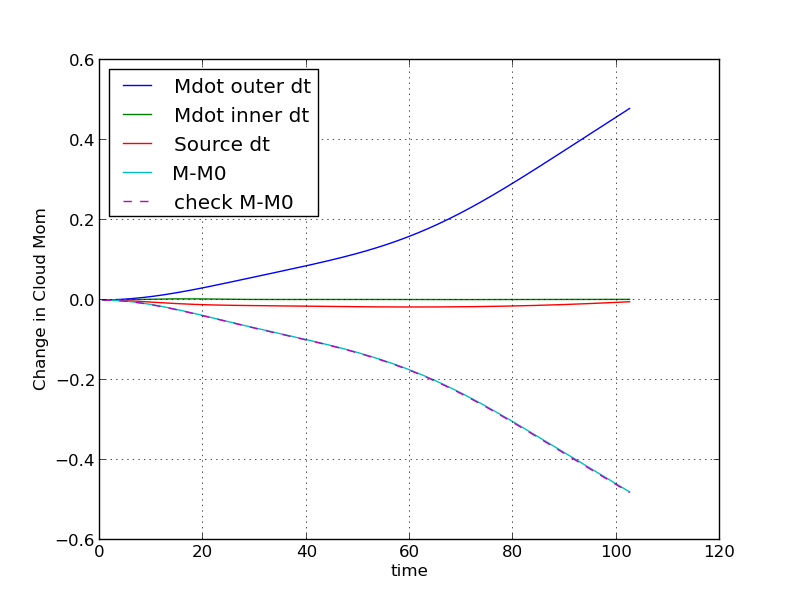 0.6
Mdot outer dt
Mdot inner dt
Source dt
M-M0
check M-M0
0.4
0.2
0.0
−0.2
−0.4
−0.6
Change in Cloud Mom
0 20 40 60 80 100 120
time